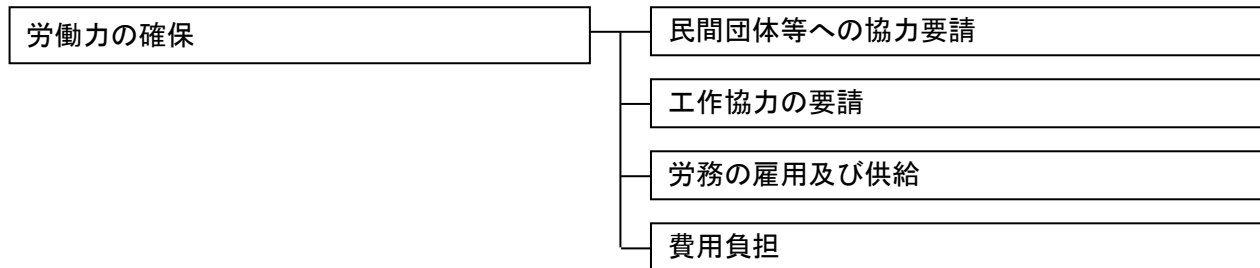 労働力の確保
民間団体等への協力要請
工作協力の要請
労務の雇用及び供給
費用負担